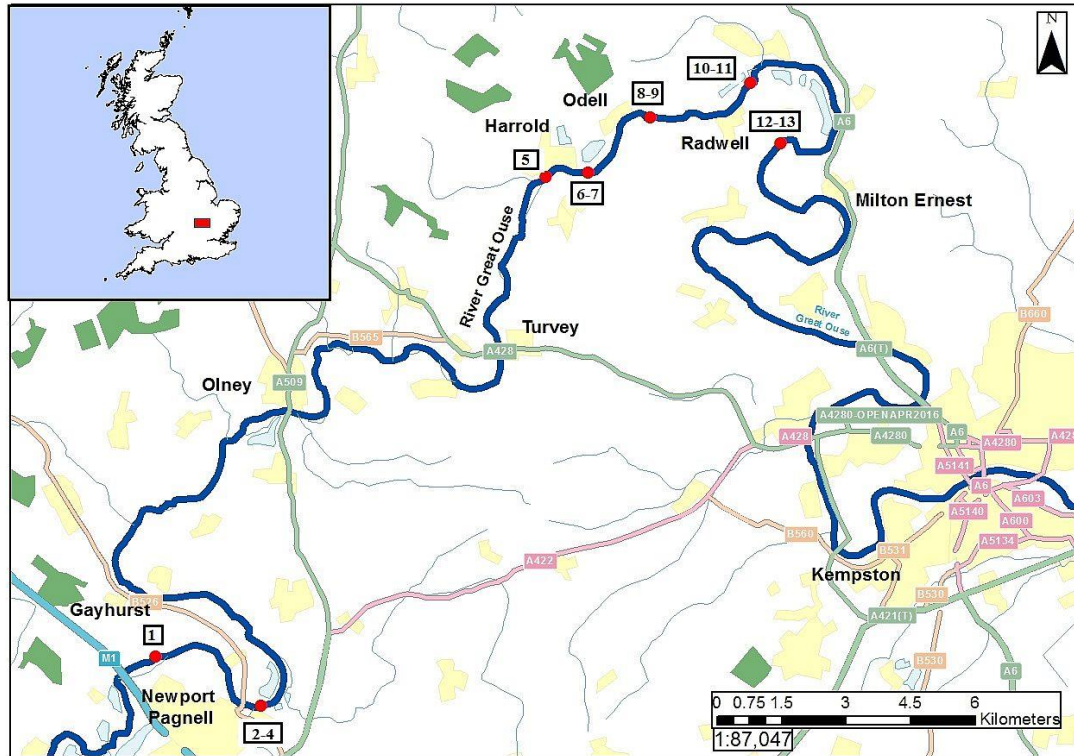 N
10-11
A6
8-9
Odell
12-13
Harrold
Radwell
5
6-7
Milton Ernest
River Great Ouse
River
Great Ouse
B660
Turvey
B565
A428
A6(T)
Olney
A509
A4280-OPENAPR2016
A428
A4280
A6
A4280
A428
A5141
A6
A603
A5140
A600
A5134
B560
B531
A422
Kempston
B530
Gayhurst
B526
A421(T)
1
M1
B530
A6
Newport
Pagnell
2-4
0 0.75 1.5 3 4.5 6
Kilometers
1:87,047